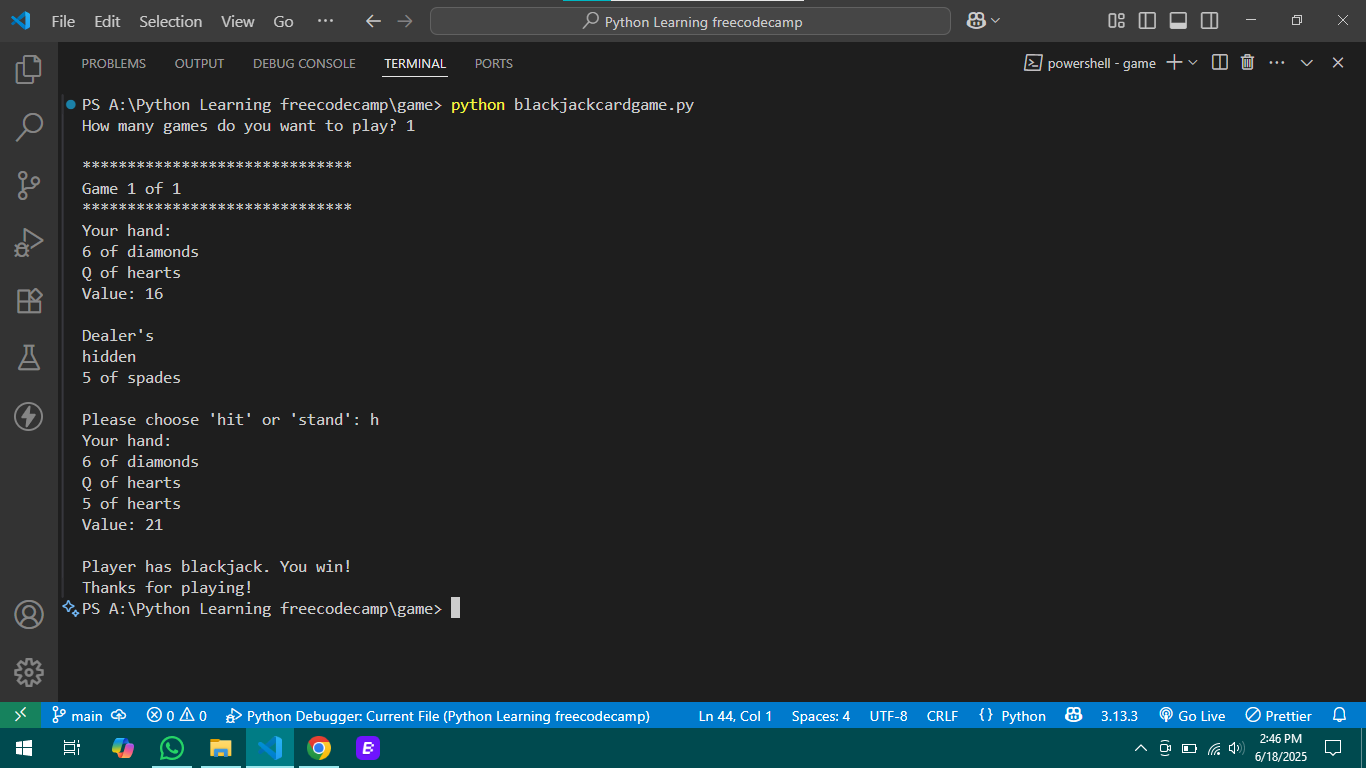 File Edit Selection View Go ··· Python Learning freecodecamp
PROBLEMS OUTPUT DEBUG CONSOLE TERMINAL PORTS powershell - game
PS A:\Python Learning freecodecamp\game> python blackjackcardgame.py
How many games do you want to play? 1
******************************
Game 1 of 1
******************************
Your hand:
6 of diamonds
Q of hearts
Value: 16
Dealer's
hidden
5 of spades
Please choose 'hit' or 'stand': h
Your hand:
6 of diamonds
Q of hearts
5 of hearts
Value: 21
Player has blackjack. You win!
Thanks for playing!
PS A:\Python Learning freecodecamp\game>
main 0 0 Python Debugger: Current File (Python Learning freecodecamp) Ln 44, Col 1 Spaces: 4 UTF-8 CRLF {} Python 3.13.3 Go Live Prettier
2:46 PM
6/18/2025